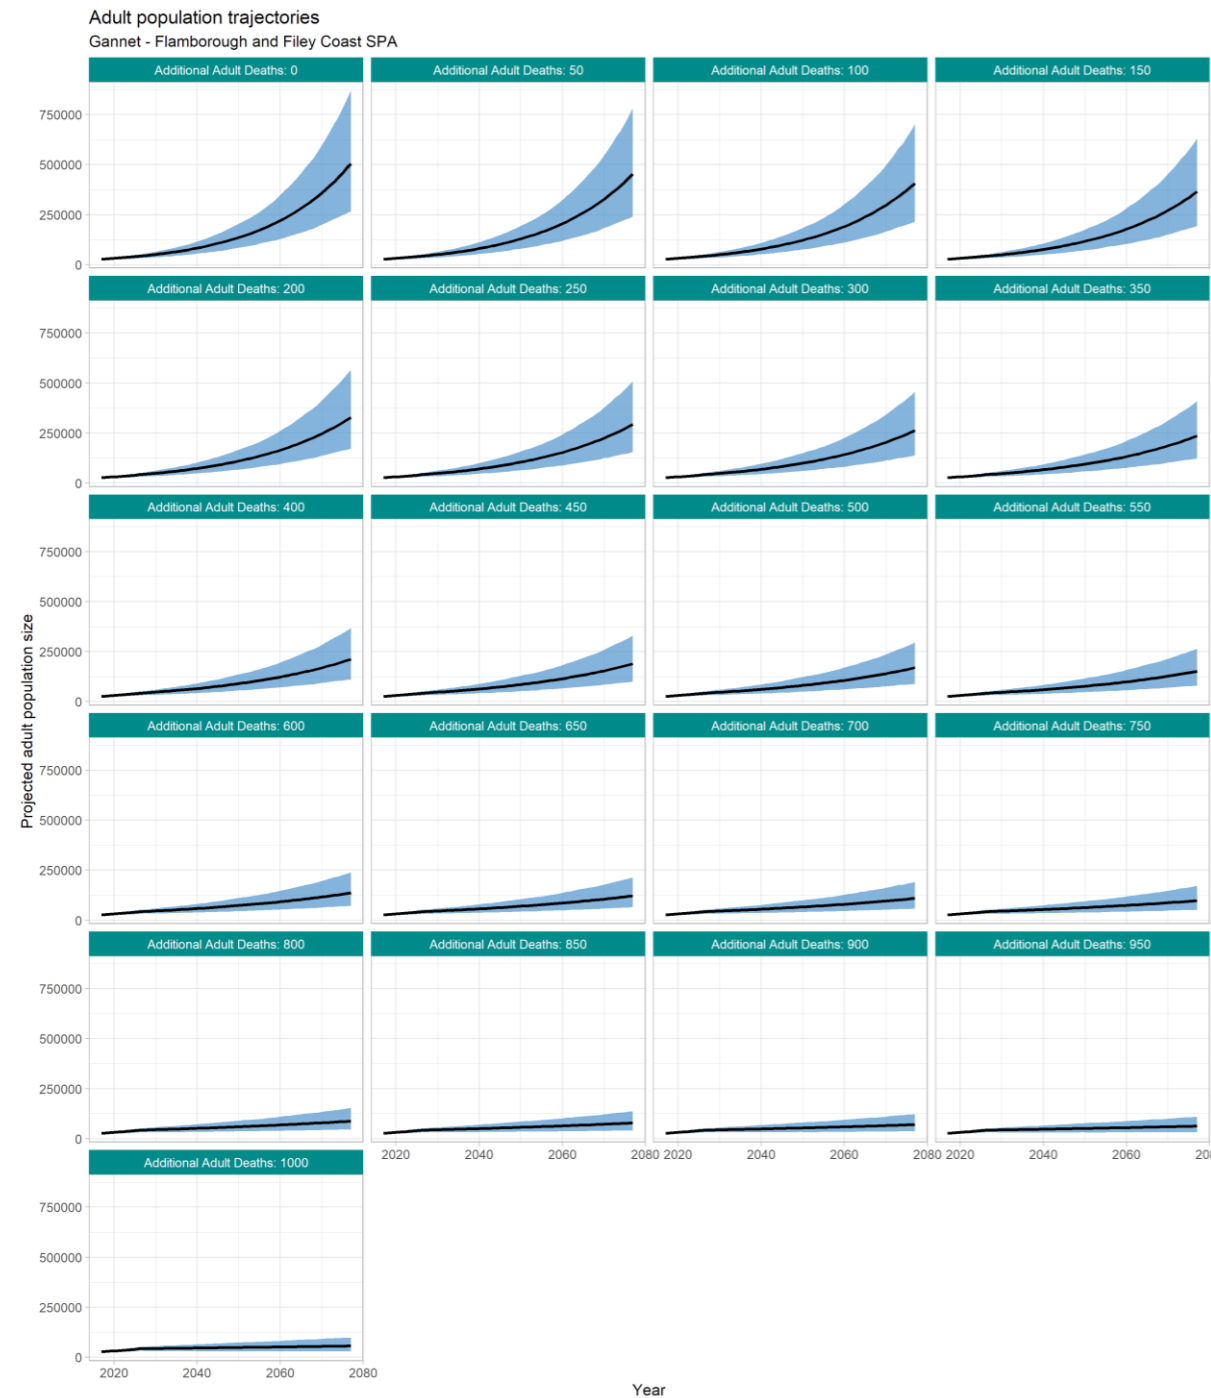 Adult population trajectories
Gannet - Flamborough and Filey Coast SPA
Additional Adult Deaths: 0 Additional Adult Deaths: 50 Additional Adult Deaths: 100 Additional Adult Deaths: 150
750000
500000
250000
0
Additional Adult Deaths: 200 Additional Adult Deaths: 250 Additional Adult Deaths: 300 Additional Adult Deaths: 350
750000
500000
250000
0
Additional Adult Deaths: 400 Additional Adult Deaths: 450 Additional Adult Deaths: 500 Additional Adult Deaths: 550
750000
500000
250000
0
Projected adult population size
Additional Adult Deaths: 600 Additional Adult Deaths: 650 Additional Adult Deaths: 700 Additional Adult Deaths: 750
750000
500000
250000
0
Additional Adult Deaths: 800 Additional Adult Deaths: 850 Additional Adult Deaths: 900 Additional Adult Deaths: 950
750000
500000
250000
0
2020 2040 2060 2080 2020 2040 2060 2080 2020 2040 2060 20
Additional Adult Deaths: 1000
750000
500000
250000
0
2020 2040 2060 2080
Year